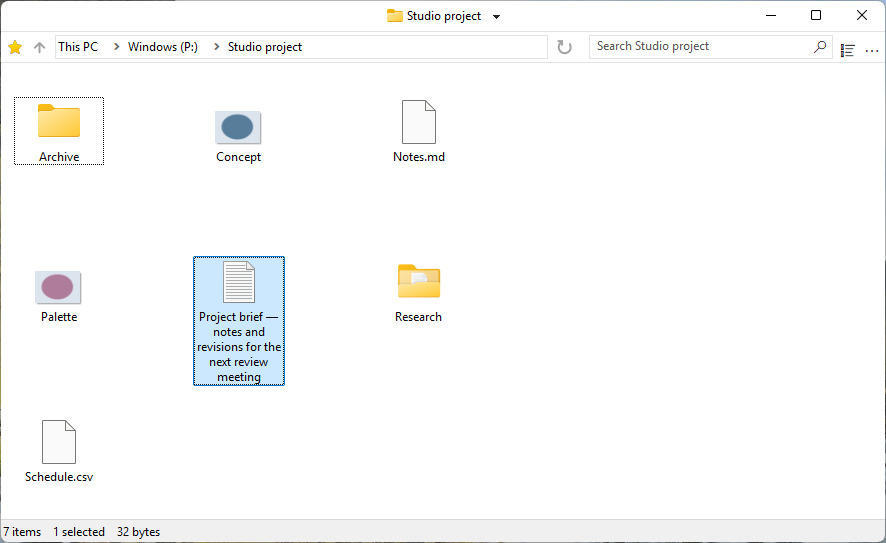 Studio project
This PC > Windows (P:) > Studio project
Search Studio project
Archive
Concept
Notes.md
Palette
Project brief —
notes and
revisions for the
next review
meeting
Research
Schedule.csv
7 items 1 selected 32 bytes